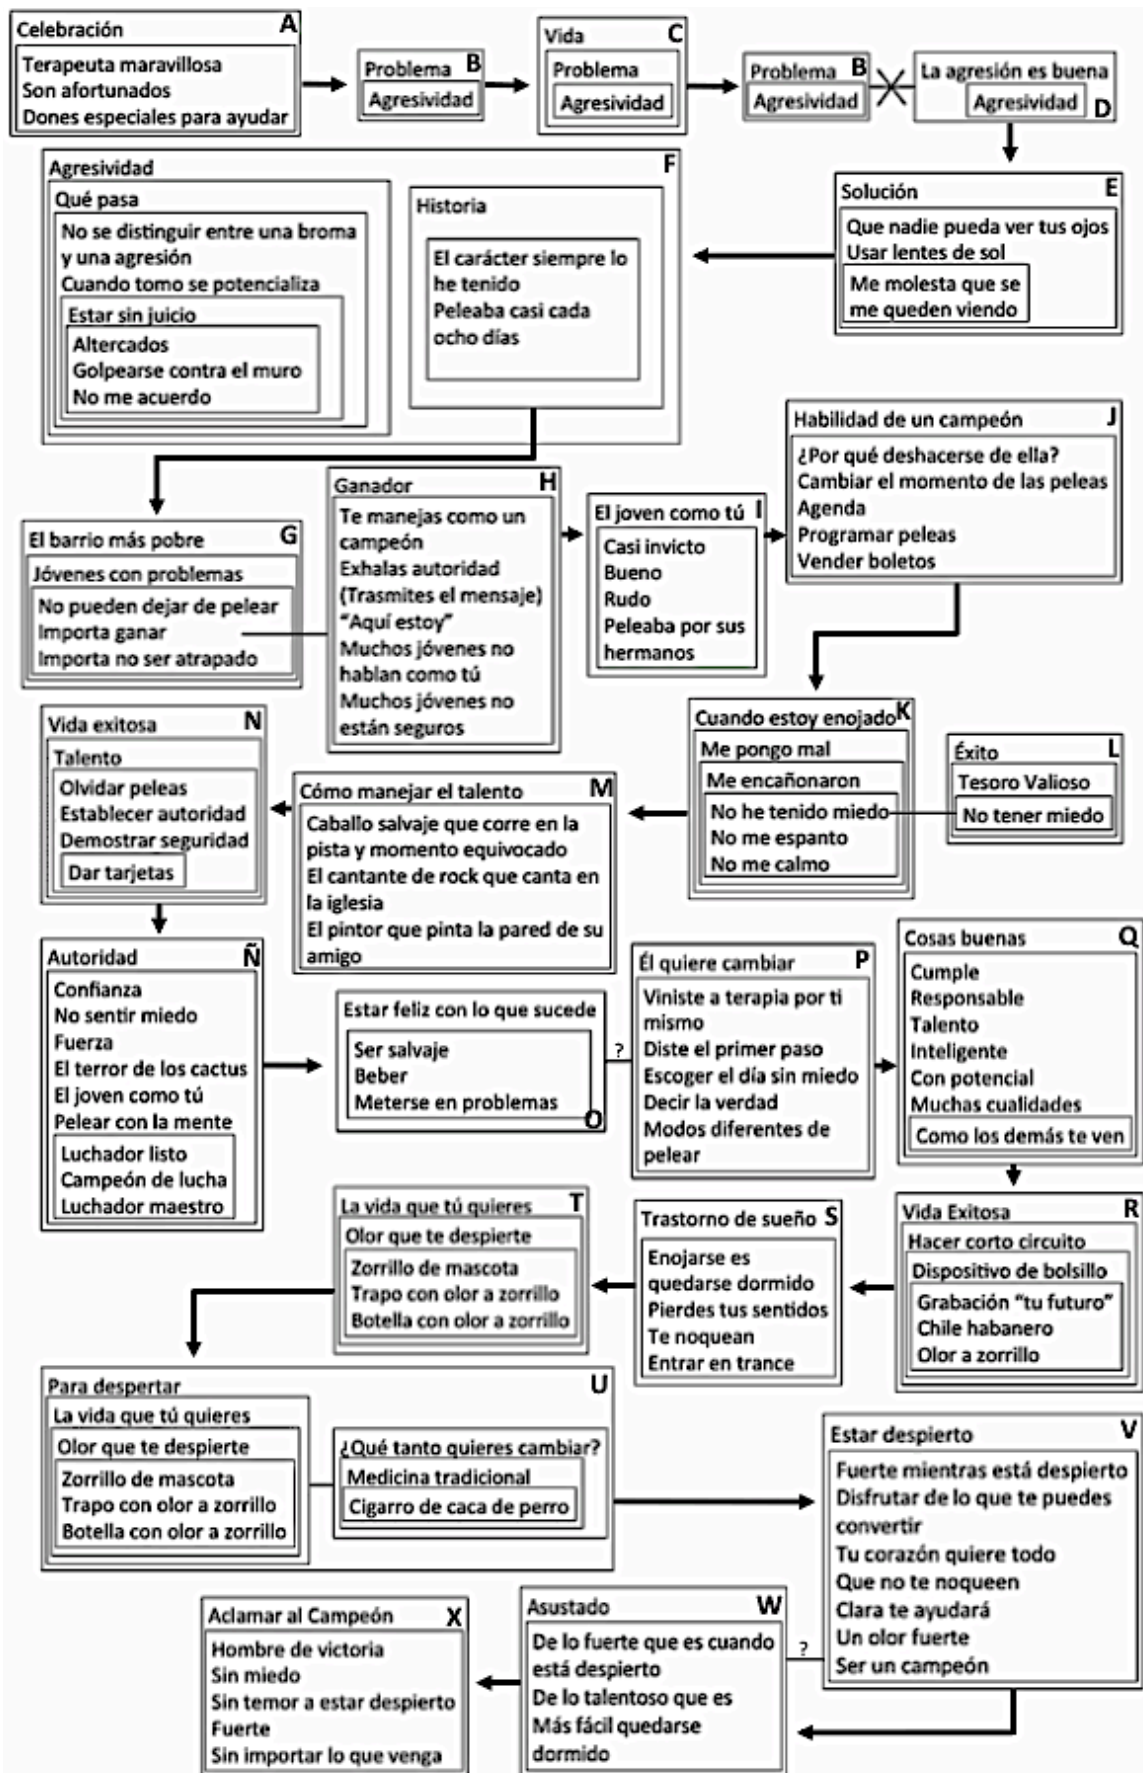 Celebración A
Terapeuta maravillosa
Son afortunados
Dones especiales para ayudar
Problema B
Agresividad
Vida C
Problema
Agresividad
Problema B
Agresividad
La agresión es buena
Agresividad D
Solución E
Que nadie pueda ver tus ojos
Usar lentes de sol
Me molesta que se
me queden viendo
Agresividad F
Qué pasa
No se distinguir entre una broma
y una agresión
Cuando tomo se potencializa
Estar sin juicio
Altercados
Golpearse contra el muro
No me acuerdo
Historia
El carácter siempre lo
he tenido
Peleaba casi cada
ocho días
El barrio más pobre G
Jóvenes con problemas
No pueden dejar de pelear
Importa ganar
Importa no ser atrapado
Ganador H
Te manejas como un
campeón
Exhalas autoridad
(Trasmites el mensaje)
“Aquí estoy”
Muchos jóvenes no
hablan como tú
Muchos jóvenes no
están seguros
El joven como tú I
Casi invicto
Bueno
Rudo
Peleaba por sus
hermanos
Habilidad de un campeón J
¿Por qué deshacerse de ella?
Cambiar el momento de las peleas
Agenda
Programar peleas
Vender boletos
Cuando estoy enojado K
Me pongo mal
Me encañonaron
No he tenido miedo
No me espanto
No me calmo
Éxito L
Tesoro Valioso
No tener miedo
Cómo manejar el talento M
Caballo salvaje que corre en la
pista y momento equivocado
El cantante de rock que canta en
la iglesia
El pintor que pinta la pared de su
amigo
Vida exitosa N
Talento
Olvidar peleas
Establecer autoridad
Demostrar seguridad
Dar tarjetas
Autoridad Ñ
Confianza
No sentir miedo
Fuerza
El terror de los cactus
El joven como tú
Pelear con la mente
Luchador listo
Campeón de lucha
Luchador maestro
Estar feliz con lo que sucede
Ser salvaje
Beber
Meterse en problemas O
?
Él quiere cambiar P
Viniste a terapia por ti
mismo
Diste el primer paso
Escoger el día sin miedo
Decir la verdad
Modos diferentes de
pelear
Cosas buenas Q
Cumple
Responsable
Talento
Inteligente
Con potencial
Muchas cualidades
Como los demás te ven
Vida Exitosa R
Hacer corto circuito
Dispositivo de bolsillo
Grabación “tu futuro”
Chile habanero
Olor a zorrillo
Trastorno de sueño S
Enojarse es
quedarse dormido
Pierdes tus sentidos
Te noquean
Entrar en trance
La vida que tú quieres T
Olor que te despierte
Zorrillo de mascota
Trapo con olor a zorrillo
Botella con olor a zorrillo
Para despertar U
La vida que tú quieres
Olor que te despierte
Zorrillo de mascota
Trapo con olor a zorrillo
Botella con olor a zorrillo
¿Qué tanto quieres cambiar?
Medicina tradicional
Cigarro de caca de perro
Estar despierto V
Fuerte mientras está despierto
Disfrutar de lo que te puedes
convertir
Tu corazón quiere todo
Que no te noqueen
Clara te ayudará
Un olor fuerte
Ser un campeón
?
Asustado W
De lo fuerte que es cuando
está despierto
De lo talentoso que es
Más fácil quedarse
dormido
Aclamar al Campeón X
Hombre de victoria
Sin miedo
Sin temor a estar despierto
Fuerte
Sin importar lo que venga